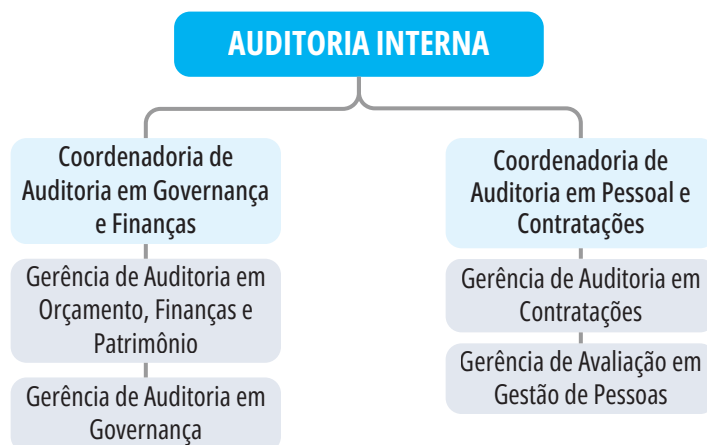 AUDITORIA INTERNA
Coordenadoria de
Auditoria em Governança
e Finanças
Gerência de Auditoria em
Orçamento, Finanças e
Patrimônio
Gerência de Auditoria em
Governança
Coordenadoria de
Auditoria em Pessoal e
Contratações
Gerência de Auditoria em
Contratações
Gerência de Avaliação em
Gestão de Pessoas